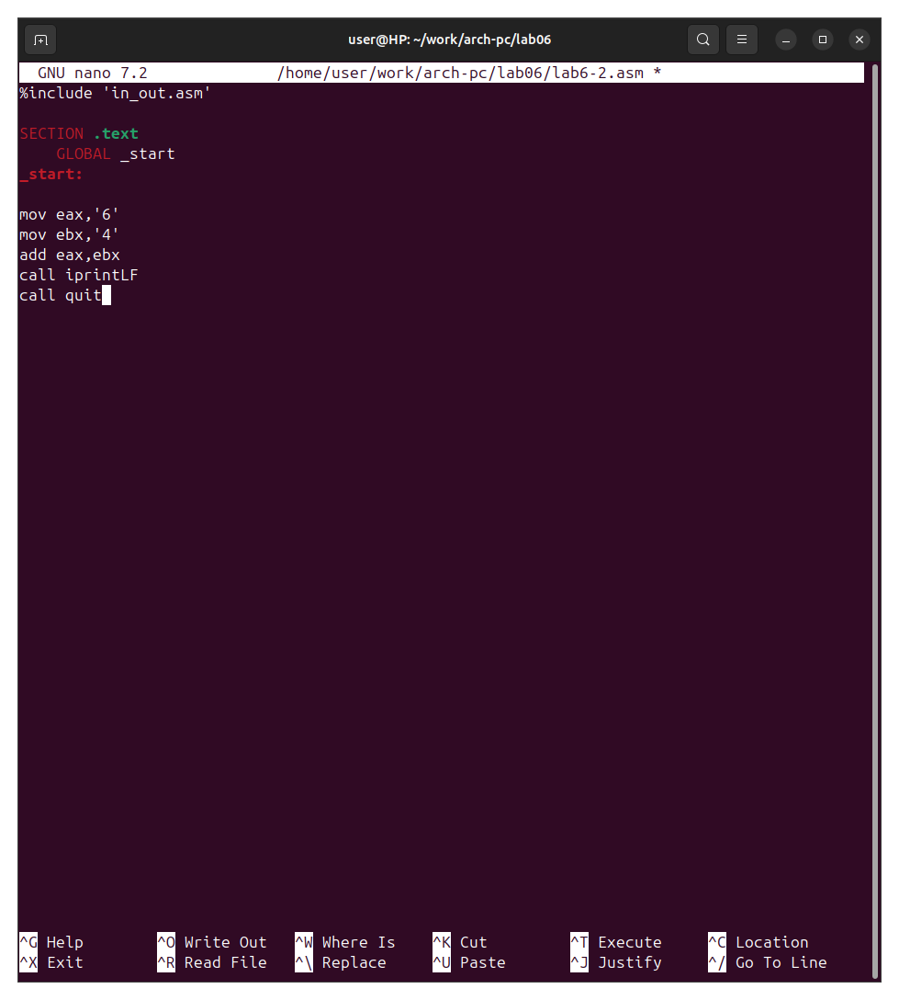 user@HP: ~/work/arch-pc/lab06
GNU nano 7.2 /home/user/work/arch-pc/lab06/lab6-2.asm *
%include 'in_out.asm'
SECTION .text
GLOBAL _start
_start:
mov eax,'6'
mov ebx,'4'
add eax,ebx
call iprintLF
call quit
^G Help ^O Write Out ^W Where Is ^K Cut ^T Execute ^C Location
^X Exit ^R Read File ^\ Replace ^U Paste ^J Justify ^/ Go To Line